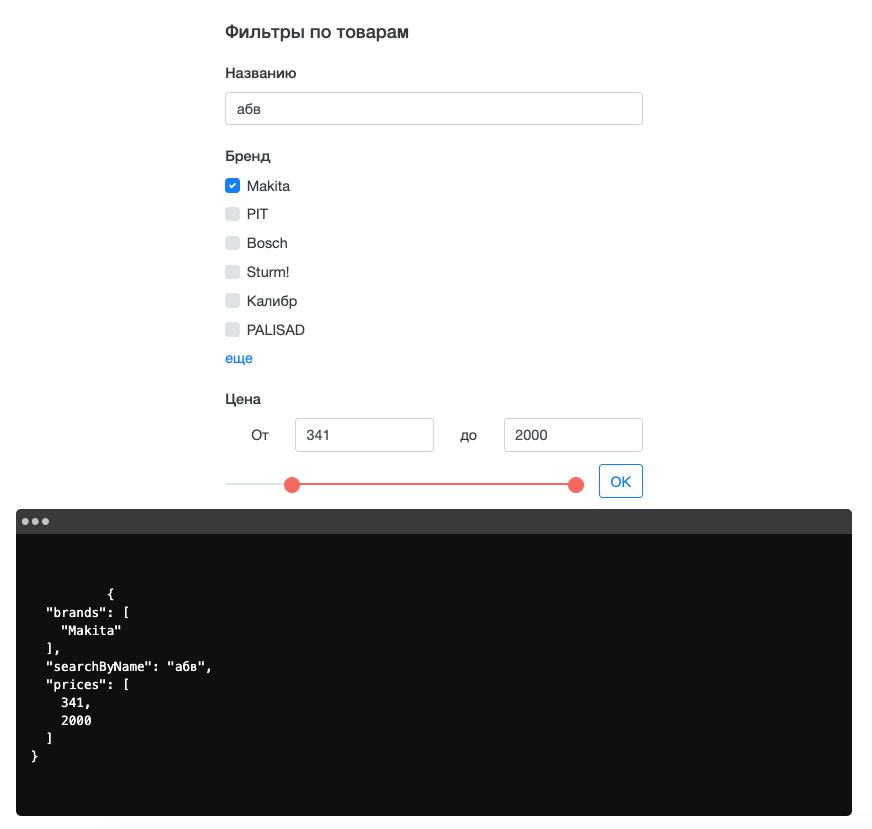 Фильтры по товарам
Названию
абв
Бренд
Makita
PIT
Bosch
Sturm!
Калибр
PALISAD
еще
Цена
От 341 до 2000
OK
{
"brands": [
"Makita"
],
"searchByName": "абв",
"prices": [
341,
2000
]
}